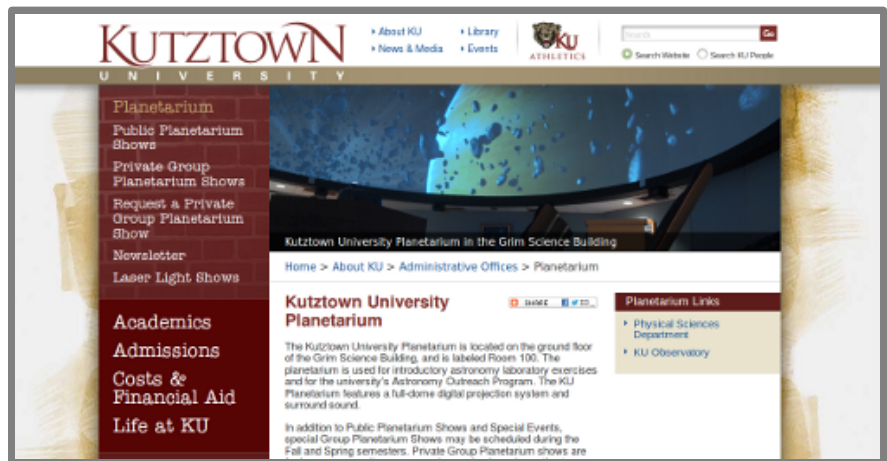 KUTZTOWN
UNIVERSITY
About KU
Library
News & Media
Events
KU
ATHLETICS
Search
Go
Search Website
Search KU People
Planetarium
Public Planetarium
Shows
Private Group
Planetarium Shows
Request a Private
Group Planetarium
Show
Newsletter
Laser Light Shows
Academics
Admissions
Costs &
Financial Aid
Life at KU
Kutztown University Planetarium in the Grim Science Building
Home > About KU > Administrative Offices > Planetarium
Kutztown University
Planetarium
SHARE
The Kutztown University Planetarium is located on the ground floor
of the Grim Science Building, and is labeled Room 100. The
planetarium is used for introductory astronomy laboratory exercises
and for the university's Astronomy Outreach Program. The KU
Planetarium features a full-dome digital projection system and
surround sound.
In addition to Public Planetarium Shows and Special Events,
special Group Planetarium Shows may be scheduled during the
Fall and Spring semesters. Private Group Planetarium shows are
Planetarium Links
Physical Sciences
Department
KU Observatory